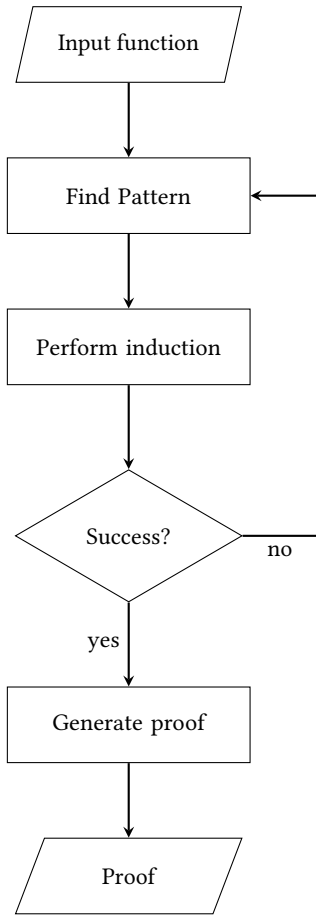 Input function
Find Pattern
Perform induction
Success?
no
yes
Generate proof
Proof